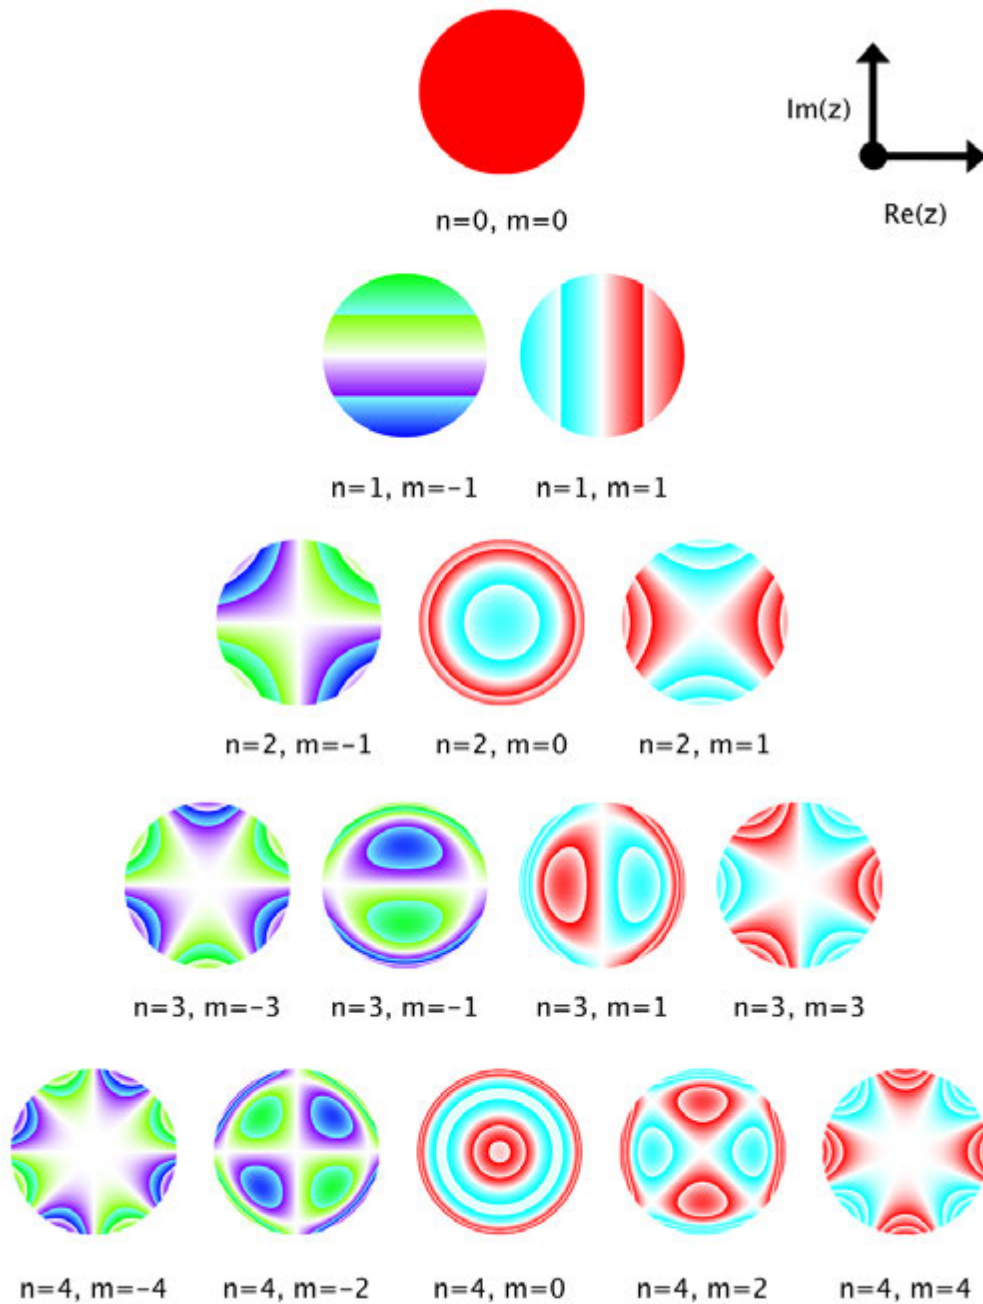 Im(z)
Re(z)
n=0, m=0
n=1, m=-1
n=1, m=1
n=2, m=-1
n=2, m=0
n=2, m=1
n=3, m=-3
n=3, m=-1
n=3, m=1
n=3, m=3
n=4, m=-4
n=4, m=-2
n=4, m=0
n=4, m=2
n=4, m=4